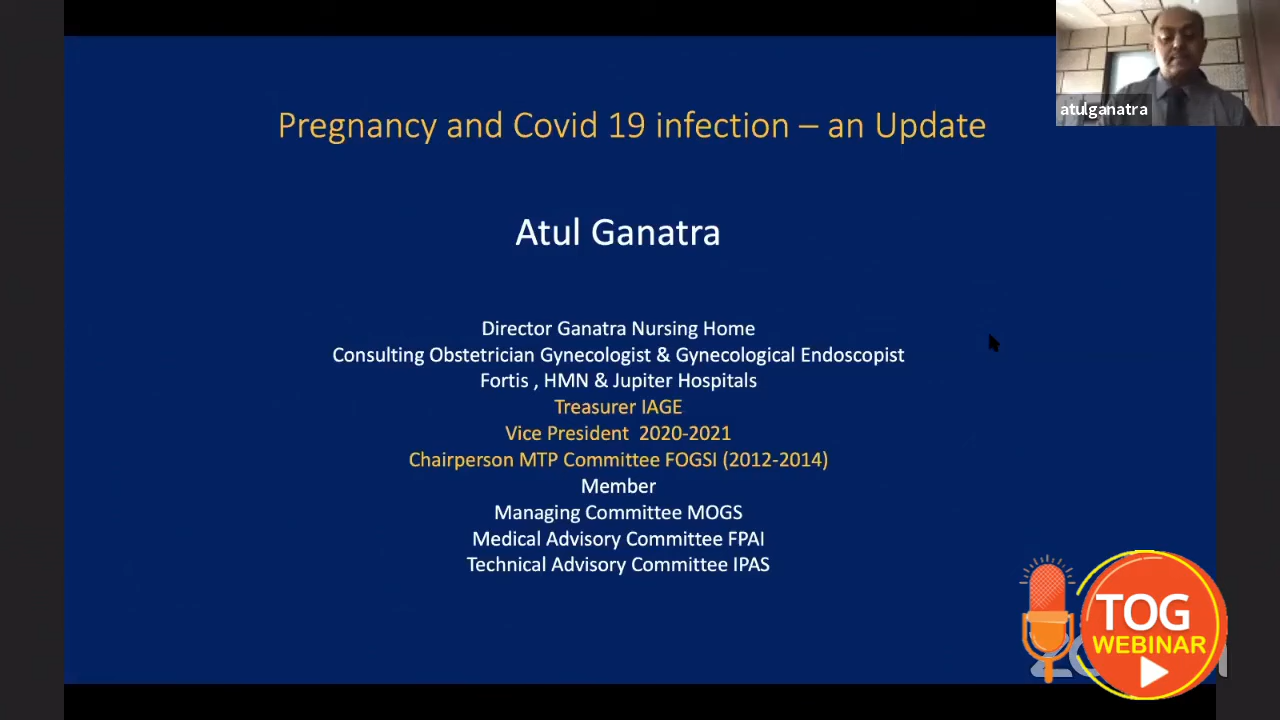 Pregnancy and Covid 19 infection – an Update
atulganatra
Atul Ganatra
Director Ganatra Nursing Home
Consulting Obstetrician Gynecologist & Gynecological Endoscopist
Fortis , HMN & Jupiter Hospitals
Treasurer IAGE
Vice President 2020-2021
Chairperson MTP Committee FOGSI (2012-2014)
Member
Managing Committee MOGS
Medical Advisory Committee FPAI
Technical Advisory Committee IPAS
TOG
WEBINAR